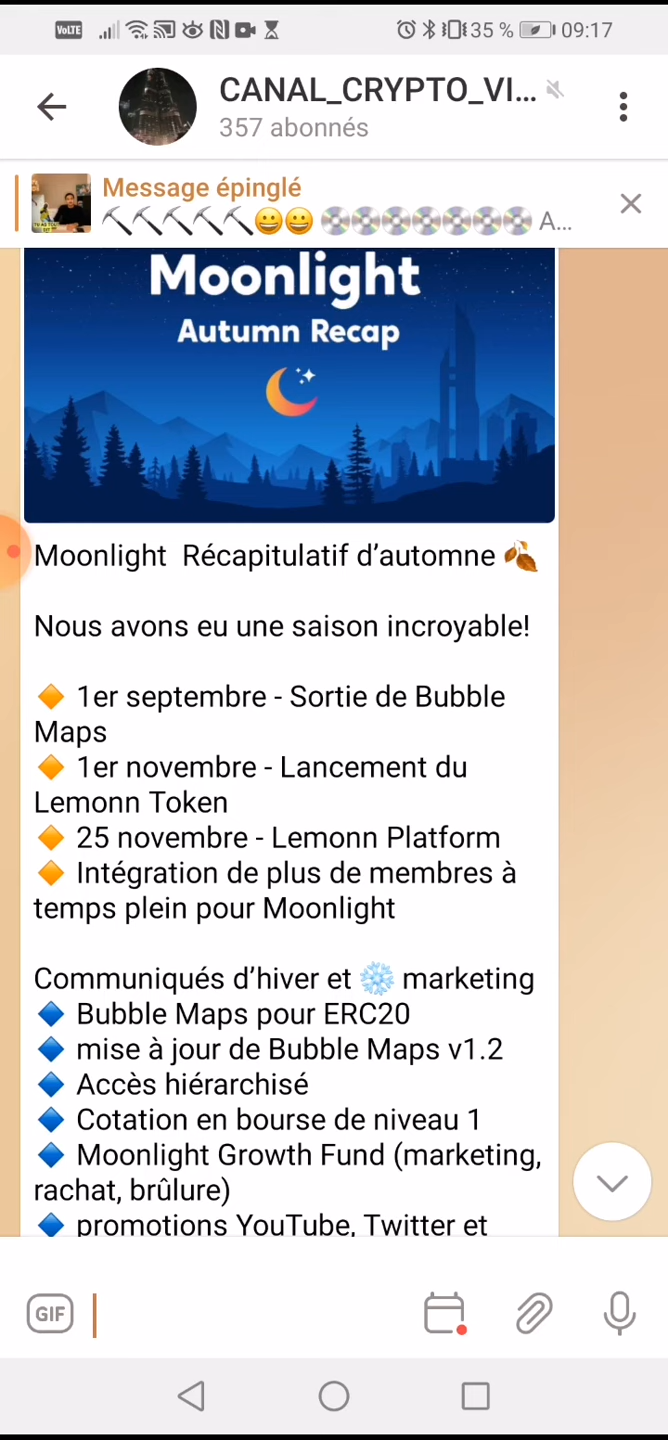 VoLTE 35 % 09:17
CANAL_CRYPTO_VI...
357 abonnés
Message épinglé
⛏⛏⛏⛏⛏😀😀 💿💿💿💿💿💿💿 A...
Moonlight
Autumn Recap
Moonlight Récapitulatif d’automne 🍂
Nous avons eu une saison incroyable!
🔶 1er septembre - Sortie de Bubble
Maps
🔶 1er novembre - Lancement du
Lemonn Token
🔶 25 novembre - Lemonn Platform
🔶 Intégration de plus de membres à
temps plein pour Moonlight
Communiqués d’hiver et ❄️ marketing
🔷 Bubble Maps pour ERC20
🔷 mise à jour de Bubble Maps v1.2
🔷 Accès hiérarchisé
🔷 Cotation en bourse de niveau 1
🔷 Moonlight Growth Fund (marketing,
rachat, brûlure)
🔷 promotions YouTube, Twitter et
GIF